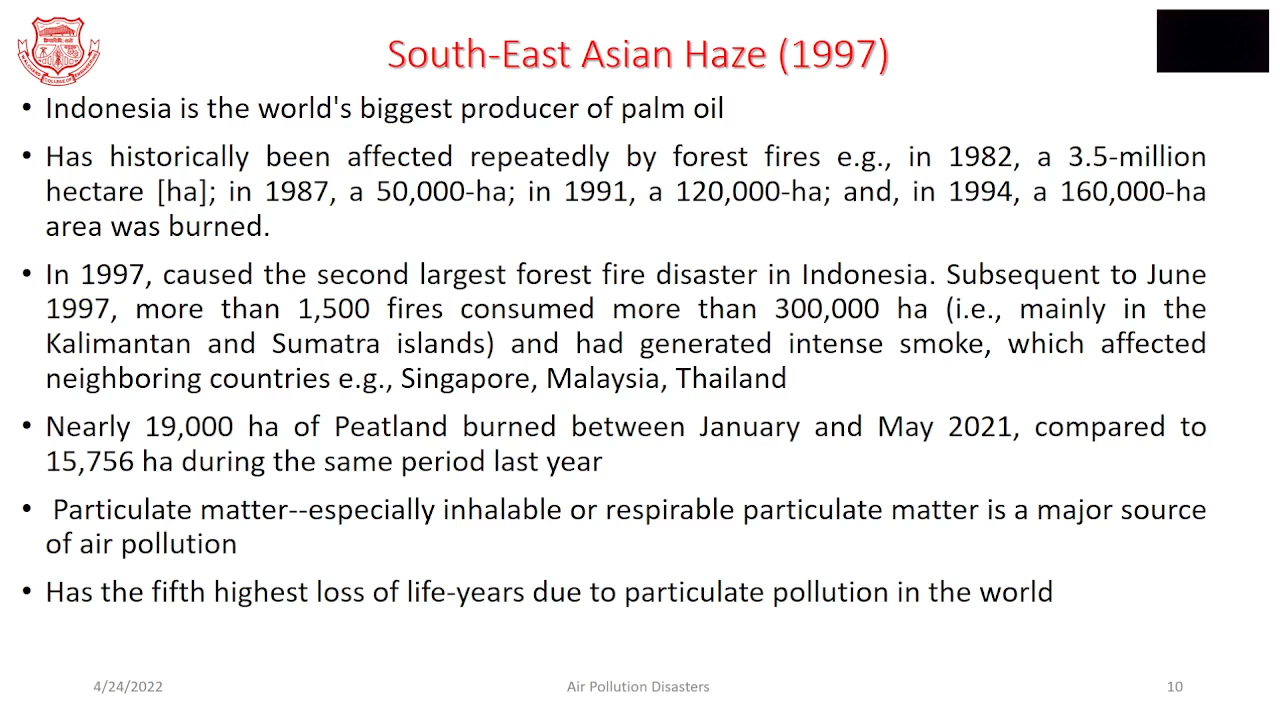 South-East Asian Haze (1997)
• Indonesia is the world's biggest producer of palm oil
• Has historically been affected repeatedly by forest fires e.g., in 1982, a 3.5-million
hectare [ha]; in 1987, a 50,000-ha; in 1991, a 120,000-ha; and, in 1994, a 160,000-ha
area was burned.
• In 1997, caused the second largest forest fire disaster in Indonesia. Subsequent to June
1997, more than 1,500 fires consumed more than 300,000 ha (i.e., mainly in the
Kalimantan and Sumatra islands) and had generated intense smoke, which affected
neighboring countries e.g., Singapore, Malaysia, Thailand
• Nearly 19,000 ha of Peatland burned between January and May 2021, compared to
15,756 ha during the same period last year
• Particulate matter--especially inhalable or respirable particulate matter is a major source
of air pollution
• Has the fifth highest loss of life-years due to particulate pollution in the world
4/24/2022
Air Pollution Disasters
10